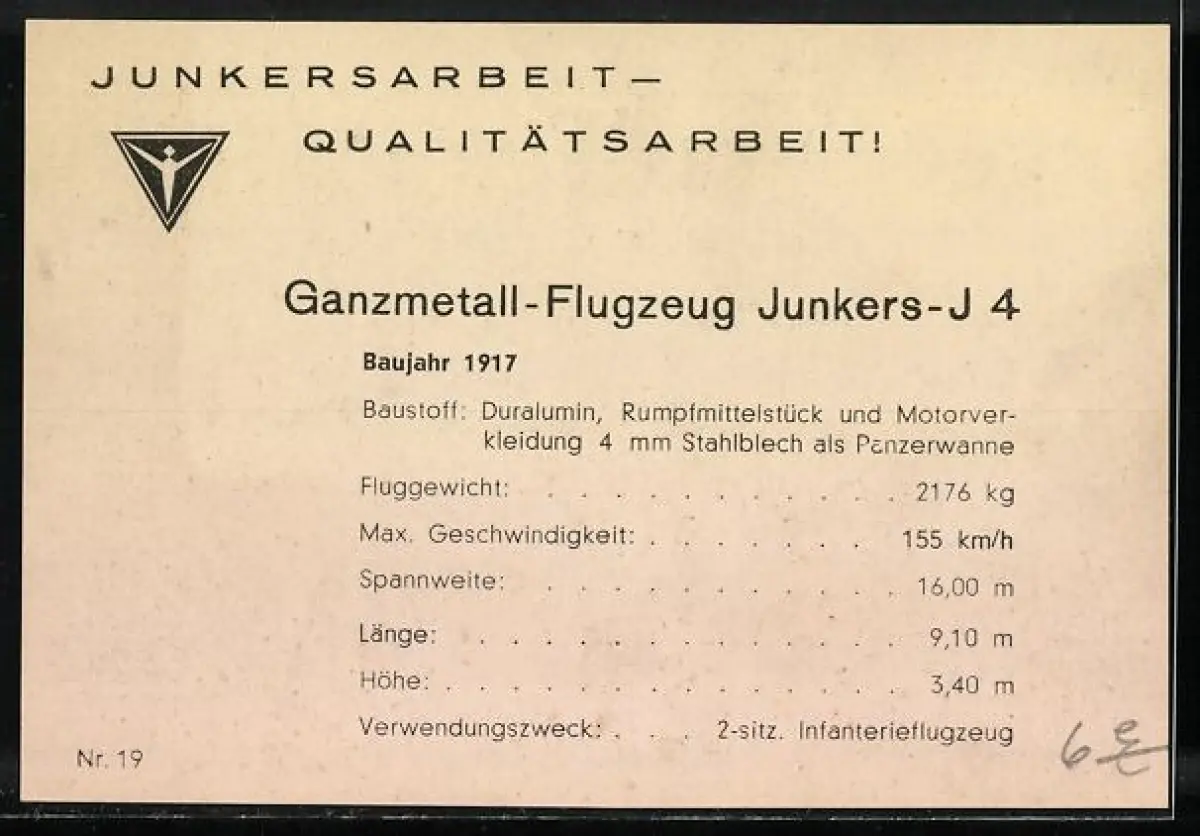 JUNKERSARBEIT —
QUALITÄTSARBEIT!
Ganzmetall-Flugzeug Junkers-J 4
Baujahr 1917
Baustoff: Duralumin, Rumpfmittelstück und Motorver-
kleidung 4 mm Stahlblech als Panzerwanne
Fluggewicht: . . . . . . . . . . . 2176 kg
Max. Geschwindigkeit: . . . . . . . 155 km/h
Spannweite: . . . . . . . . . . . 16,00 m
Länge: . . . . . . . . . . . . . 9,10 m
Höhe: . . . . . . . . . . . . . . 3,40 m
Verwendungszweck: . . . 2-sitz. Infanterieflugzeug
Nr. 19
6